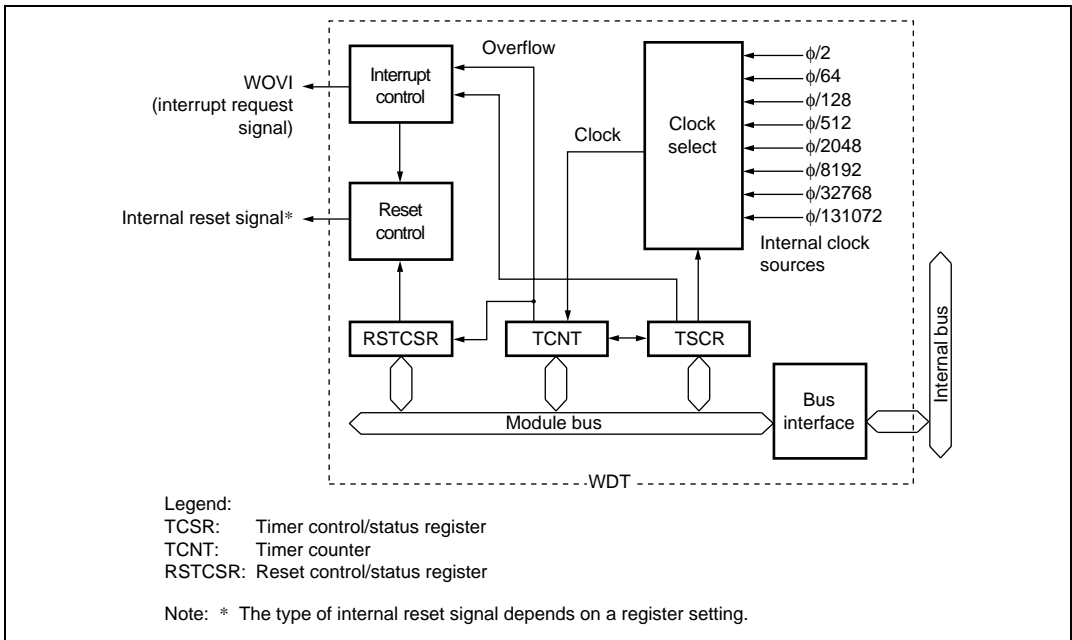 Overflow
Interrupt
control
WOVI
(interrupt request
signal)
Reset
control
Internal reset signal*
Clock
Clock
select
ϕ/2
ϕ/64
ϕ/128
ϕ/512
ϕ/2048
ϕ/8192
ϕ/32768
ϕ/131072
Internal clock
sources
RSTCSR
TCNT
TSCR
Module bus
Bus
interface
Internal bus
WDT
Legend:
TCSR: Timer control/status register
TCNT: Timer counter
RSTCSR: Reset control/status register
Note: * The type of internal reset signal depends on a register setting.